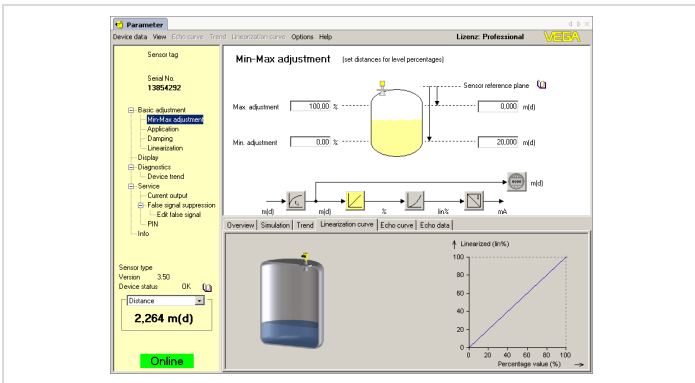 Parameter
Device data View Echo curve Trend Linearization curve Options Help Lizenz: Professional VEGA
Sensor tag
Serial No.
13854292
Basic adjustment
Min-Max adjustment
Application
Damping
Linearization
Display
Diagnostics
Device trend
Service
Current output
False signal suppression
Edit false signal
PIN
Info
Sensor type
Version 3.50
Device status OK
Distance
2,264 m(d)
Online
Min-Max adjustment (set distances for level percentages)
Sensor reference plane
Max. adjustment 100,00 % 0,000 m(d)
Min. adjustment 0,00 % 20,000 m(d)
m(d)
m(d) m(d) % lin% mA
Overview Simulation Trend Linearization curve Echo curve Echo data
Linearized (lin%)
100
80
60
40
20
0
0 20 40 60 80 100
Percentage value (%)